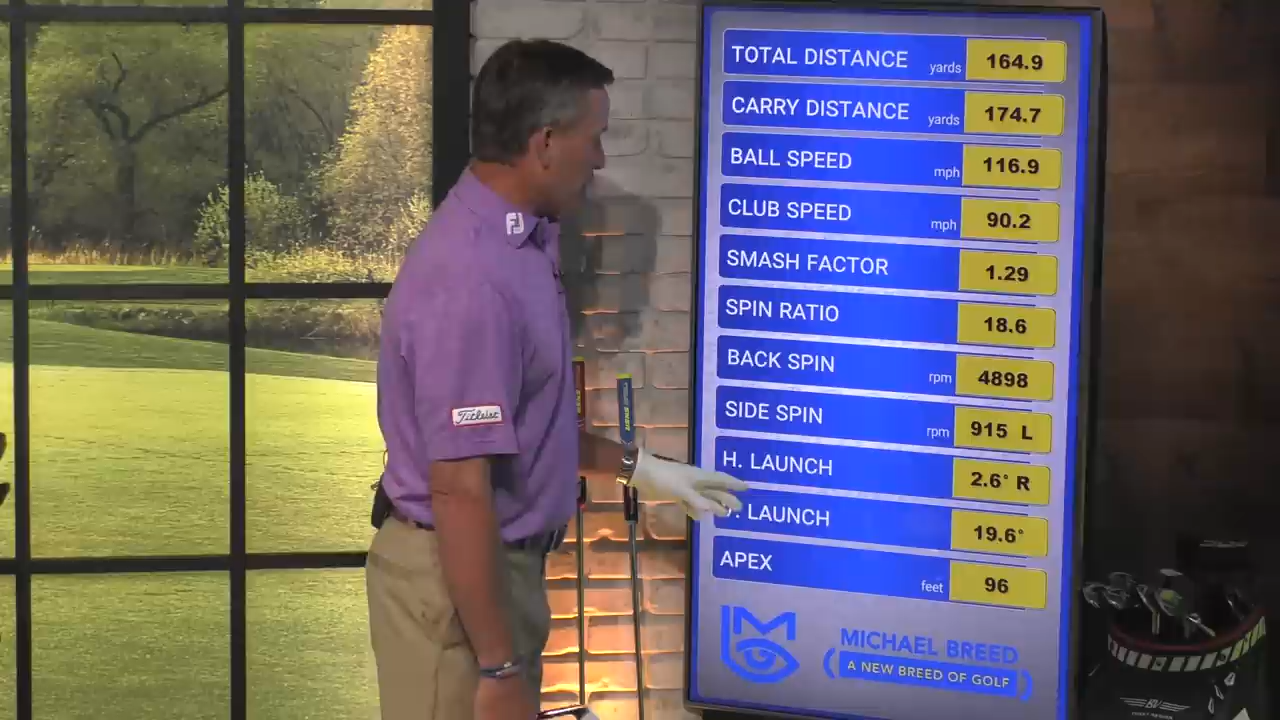 TOTAL DISTANCE yards 164.9
CARRY DISTANCE yards 174.7
BALL SPEED mph 116.9
CLUB SPEED mph 90.2
SMASH FACTOR 1.29
SPIN RATIO 18.6
BACK SPIN rpm 4898
SIDE SPIN rpm 915 L
H. LAUNCH 2.6° R
. LAUNCH 19.6°
APEX feet 96
MICHAEL BREED
A NEW BREED OF GOLF
FJ
Titleist